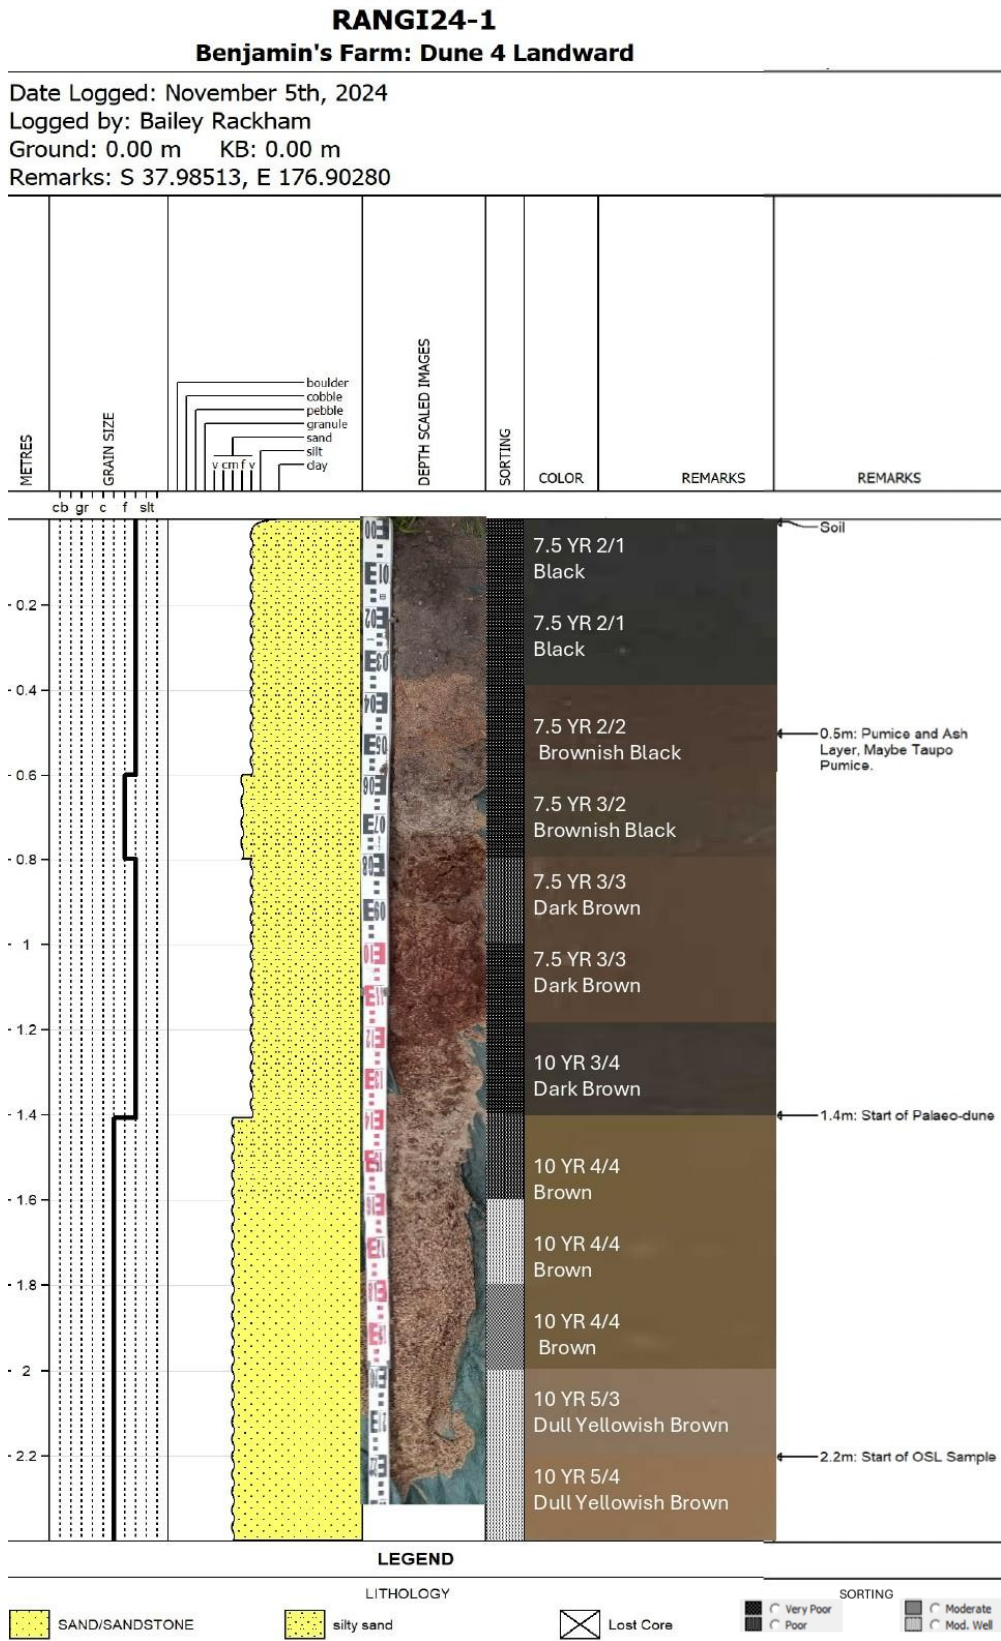 RANGI24-1
Benjamin's Farm: Dune 4 Landward
Date Logged: November 5th, 2024
Logged by: Bailey Rackham
Ground: 0.00 m KB: 0.00 m
Remarks: S 37.98513, E 176.90280
METRES
GRAIN SIZE
boulder
cobble
pebble
granule
sand
silt
clay
v c m f v
DEPTH SCALED IMAGES
SORTING
COLOR
REMARKS
REMARKS
cb gr c f slt
Soil
7.5 YR 2/1
Black
0.2
7.5 YR 2/1
Black
0.4
7.5 YR 2/2
Brownish Black
0.5m: Pumice and Ash
Layer, Maybe Taupo
Pumice.
0.6
7.5 YR 3/2
Brownish Black
0.8
7.5 YR 3/3
Dark Brown
1
7.5 YR 3/3
Dark Brown
1.2
10 YR 3/4
Dark Brown
1.4
1.4m: Start of Palaeo-dune
10 YR 4/4
Brown
1.6
10 YR 4/4
Brown
1.8
10 YR 4/4
Brown
2
10 YR 5/3
Dull Yellowish Brown
2.2
2.2m: Start of OSL Sample
10 YR 5/4
Dull Yellowish Brown
LEGEND
LITHOLOGY
SAND/SANDSTONE
silty sand
Lost Core
SORTING
Very Poor
Poor
Moderate
Mod. Well